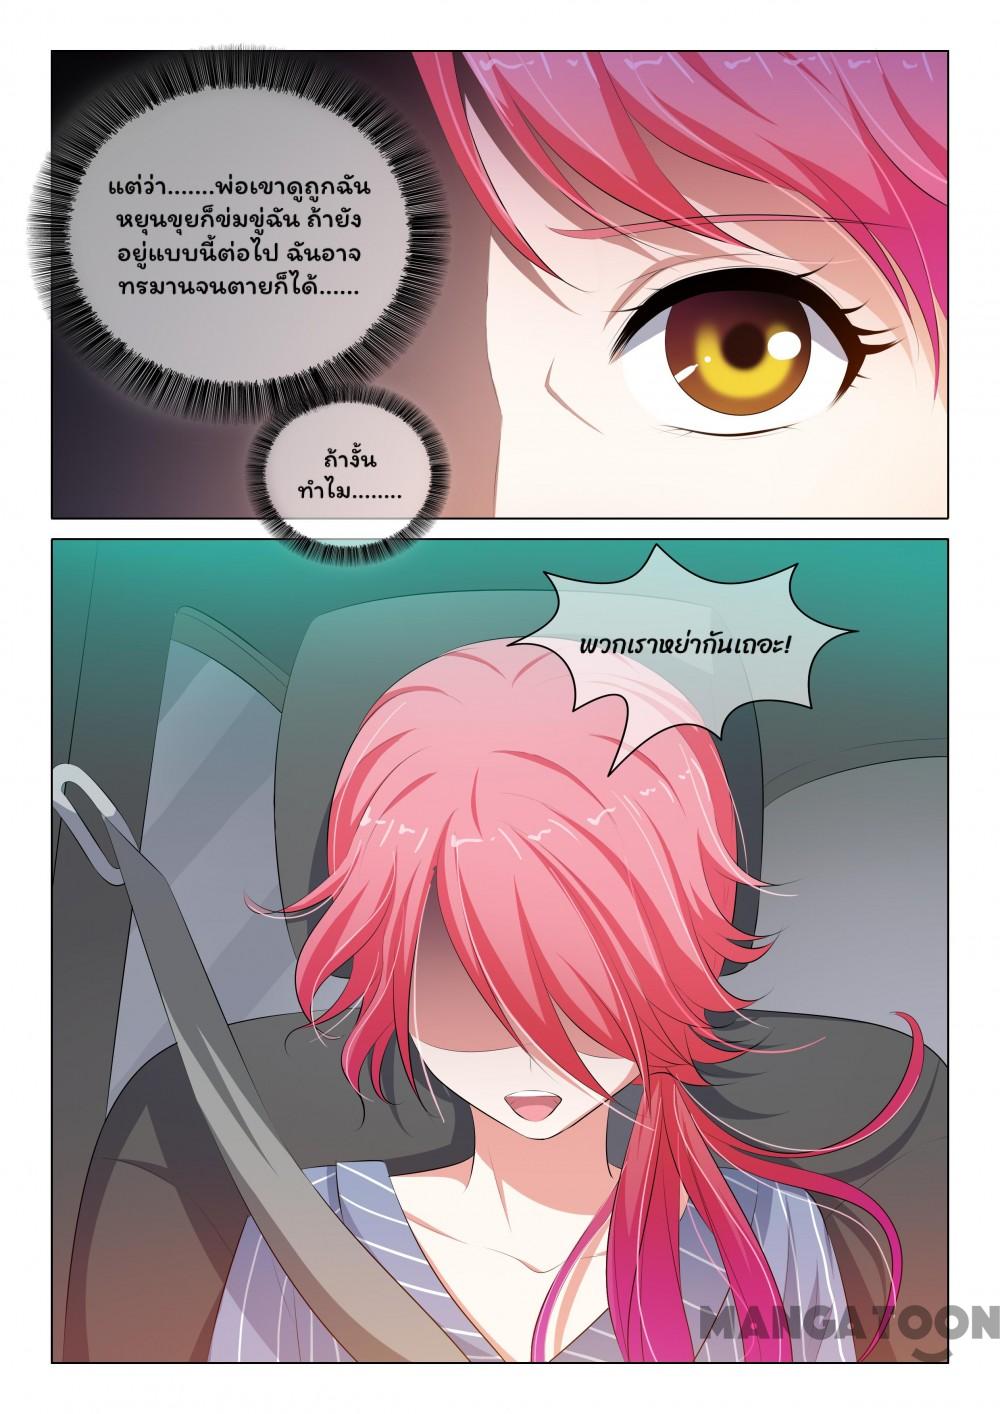 แต่ว่า.......พ่อเขาดูถูกฉัน
หยุนขุยก็ข่มขู่ฉัน ถ้ายัง
อยู่แบบนี้ต่อไป ฉันอาจ
ทรมานจนตายก็ได้......
ถ้างั้น
ทำไม........
พวกเราหย่ากันเถอะ!
MANGATOON